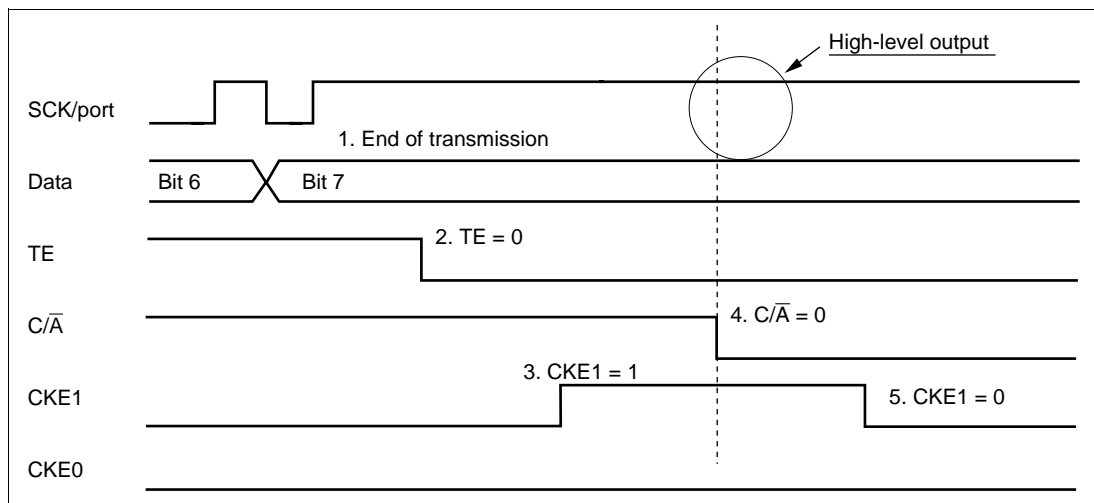 High-level output
SCK/port
1. End of transmission
Data
Bit 6
Bit 7
TE
2. TE = 0
C/A̅
4. C/A̅ = 0
3. CKE1 = 1
CKE1
5. CKE1 = 0
CKE0